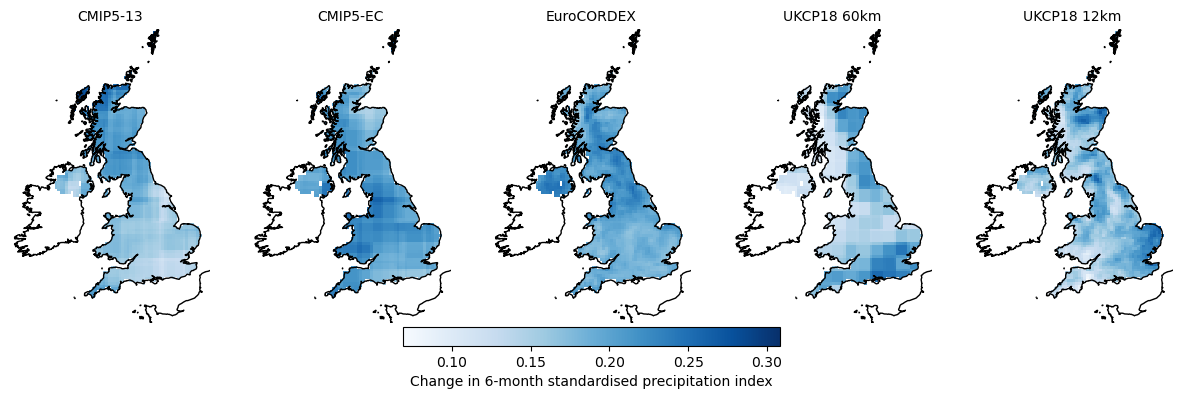 CMIP5-13 CMIP5-EC EuroCORDEX UKCP18 60km UKCP18 12km
0.10 0.15 0.20 0.25 0.30
Change in 6-month standardised precipitation index